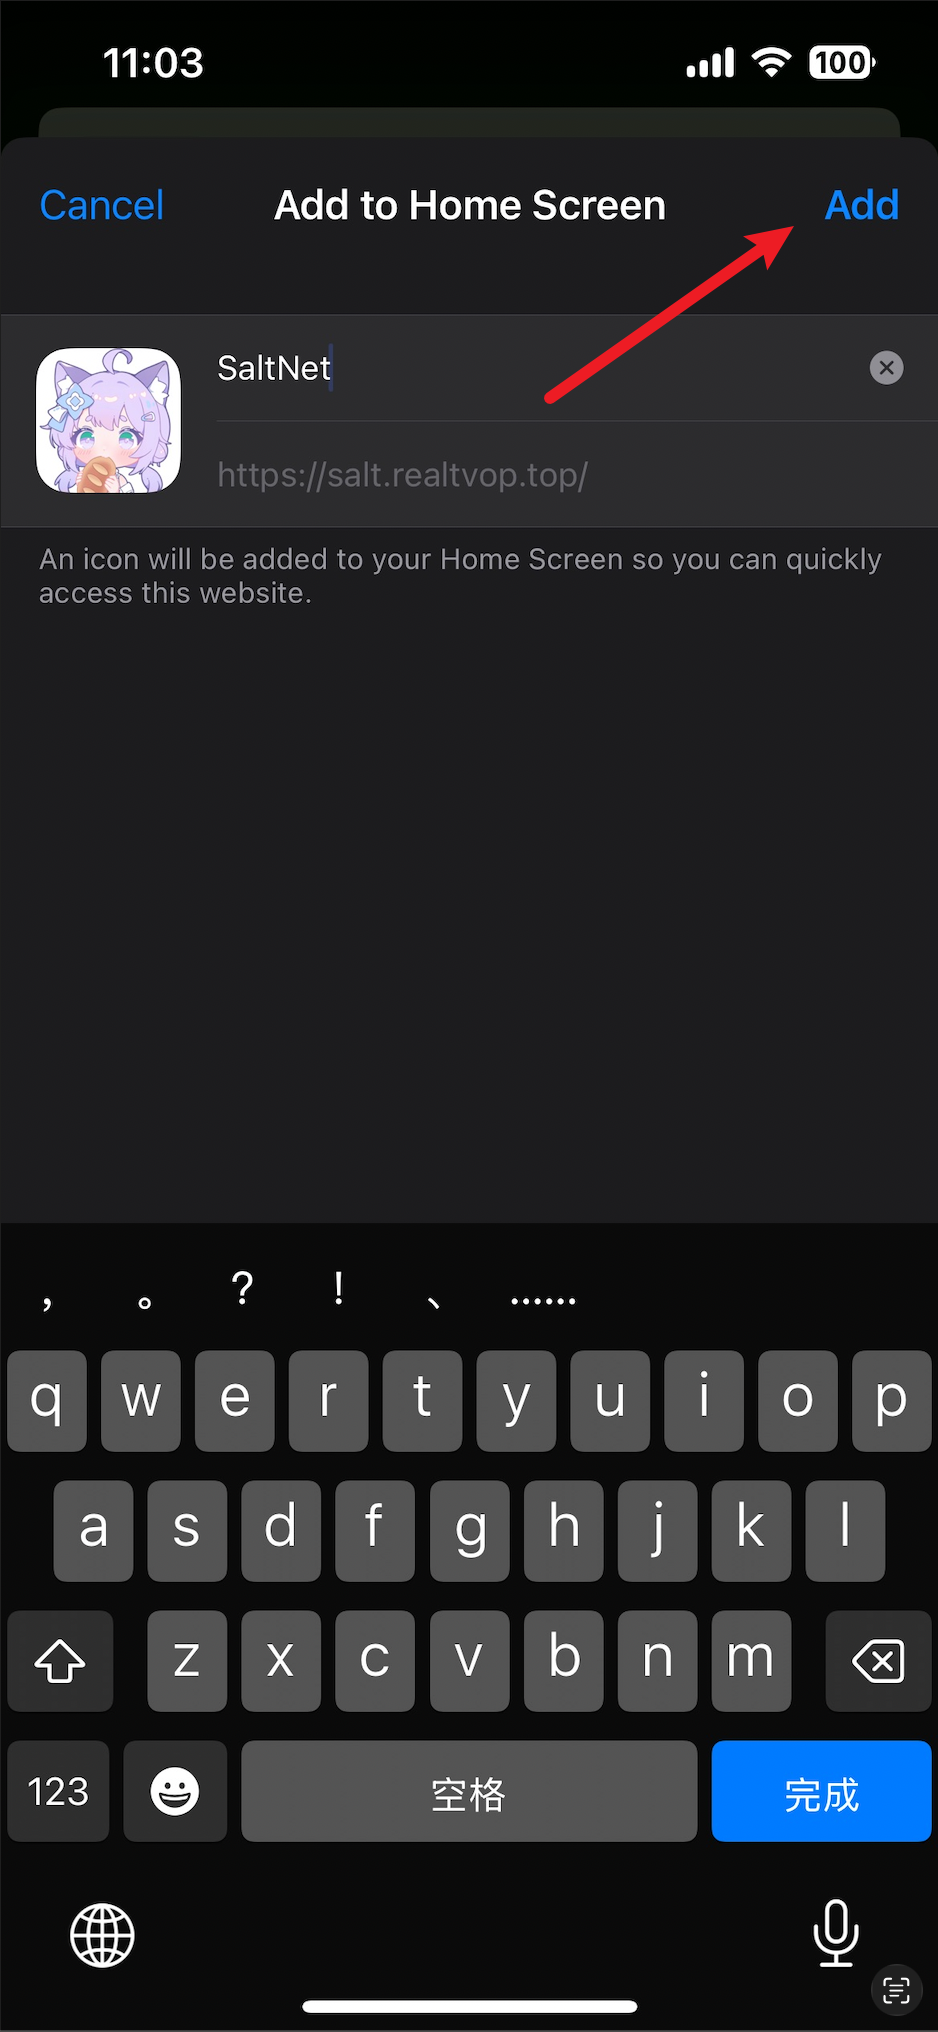 11:03
100
Cancel
Add to Home Screen
Add
SaltNet
https://salt.realtvop.top/
An icon will be added to your Home Screen so you can quickly
access this website.
， 。 ？ ！ 、 ……
q w e r t y u i o p
a s d f g h j k l
z x c v b n m
123 空格 完成